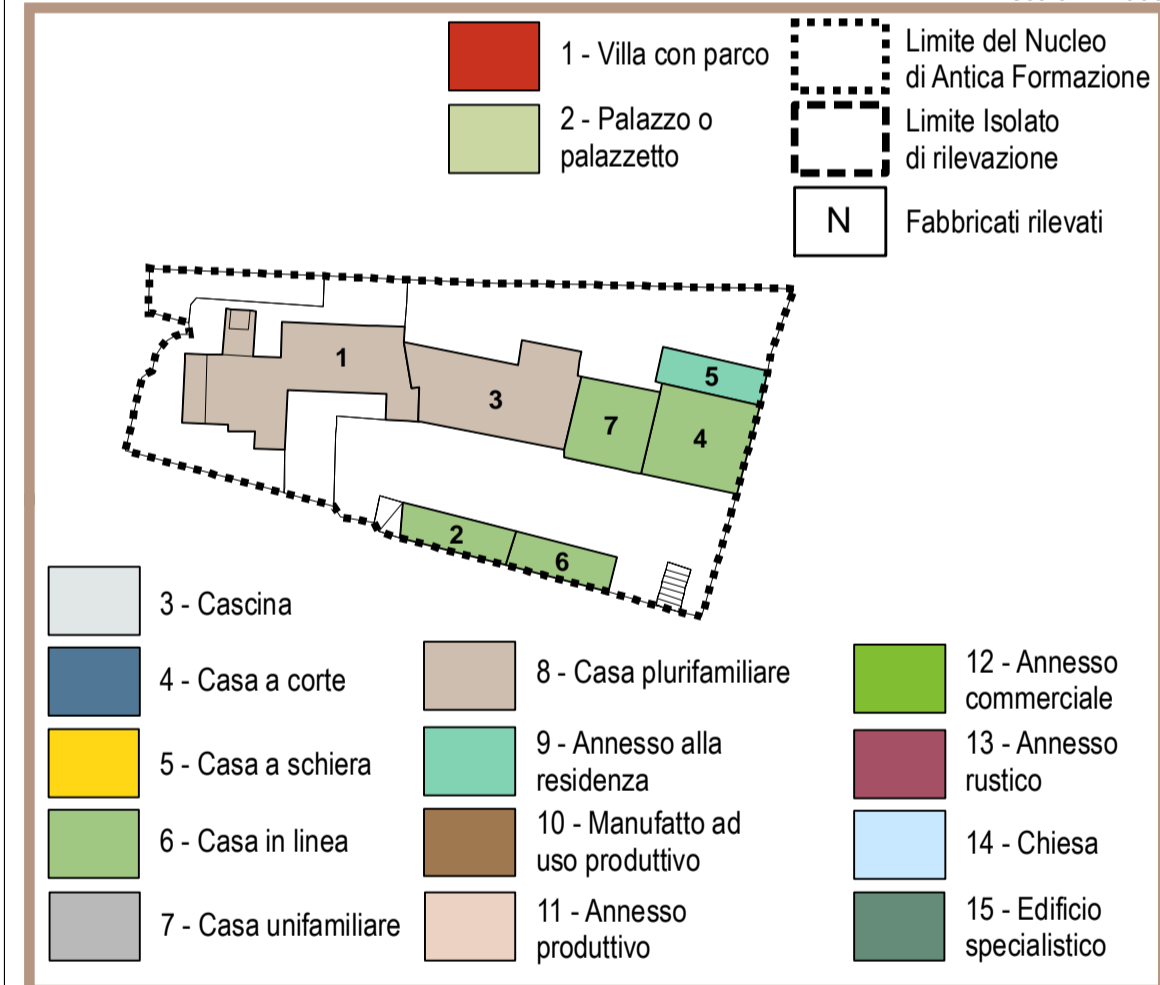 1 - Villa con parco
2 - Palazzo o
palazzetto
Limite del Nucleo
di Antica Formazione
Limite Isolato
di rilevazione
N
Fabbricati rilevati
1
3
5
7
4
2
6
3 - Cascina
4 - Casa a corte
5 - Casa a schiera
6 - Casa in linea
7 - Casa unifamiliare
8 - Casa plurifamiliare
9 - Annesso alla
residenza
10 - Manufatto ad
uso produttivo
11 - Annesso
produttivo
12 - Annesso
commerciale
13 - Annesso
rustico
14 - Chiesa
15 - Edificio
specialistico